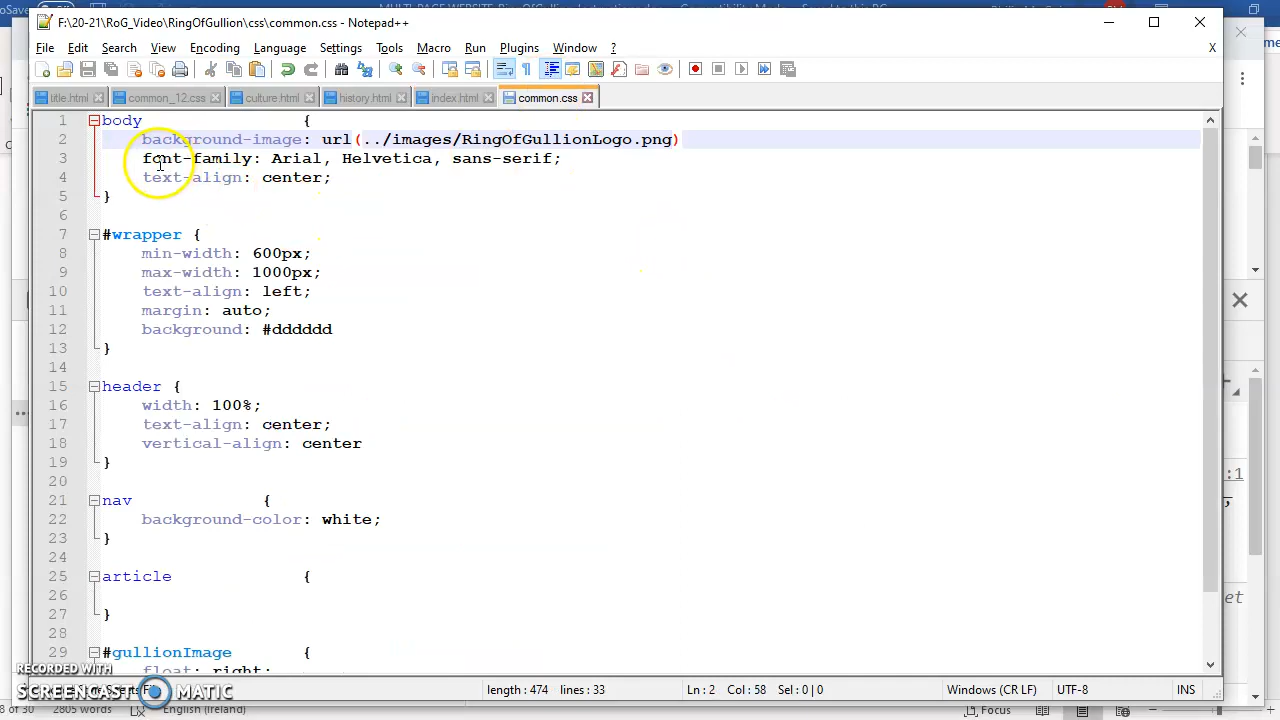 F:\20-21\RoG_Video\RingOfGullion\css\common.css - Notepad++
File Edit Search View Encoding Language Settings Tools Macro Run Plugins Window ? X
title.html common_12.css culture.html history.html index.html common.css
1 body {
2 background-image: url(../images/RingOfGullionLogo.png)
3 font-family: Arial, Helvetica, sans-serif;
4 text-align: center;
5 }
6
7 #wrapper {
8 min-width: 600px;
9 max-width: 1000px;
10 text-align: left;
11 margin: auto;
12 background: #dddddd
13 }
14
15 header {
16 width: 100%;
17 text-align: center;
18 vertical-align: center
19 }
20
21 nav {
22 background-color: white;
23 }
24
25 article {
26
27 }
28
29 #gullionImage {
float: right;
RECORDED WITH
SCREENCAST MATIC
length : 474 lines : 33 Ln : 2 Col : 58 Sel : 0 | 0 Windows (CR LF) UTF-8 INS
8 of 30 2805 words English (Ireland) Focus